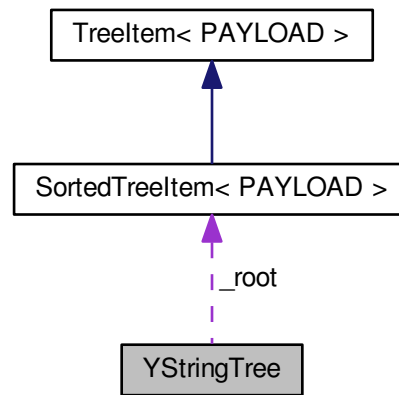 TreeItem< PAYLOAD >
SortedTreeItem< PAYLOAD >
_root
YStringTree